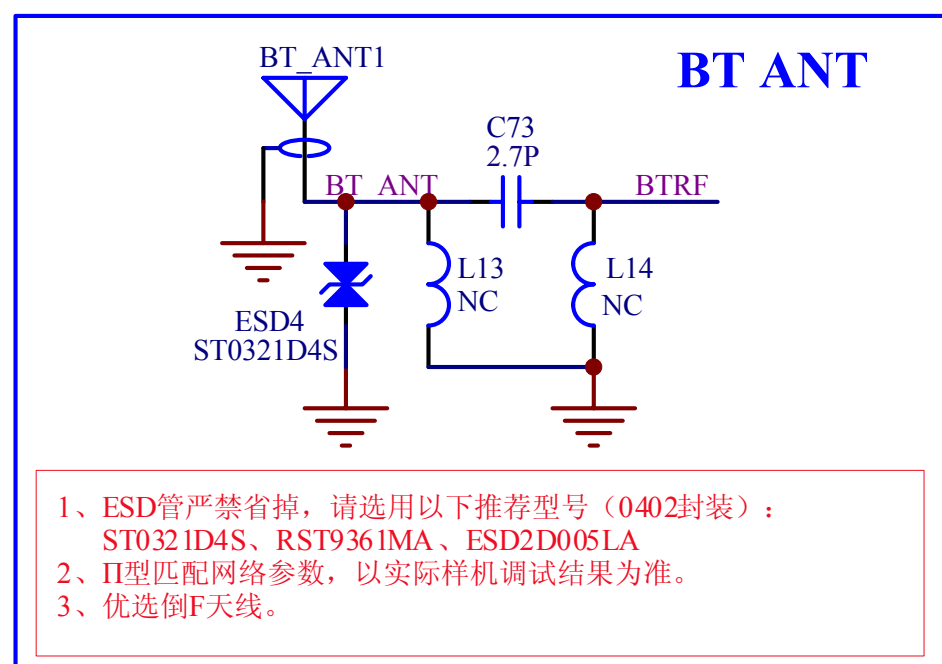 BT_ANT1
BT ANT
C73
2.7P
BT_ANT
BTRF
L13
NC
L14
NC
ESD4
ST0321D4S
1、ESD管严禁省掉，请选用以下推荐型号（0402封装）：
ST0321D4S、RST9361MA、ESD2D005LA
2、Π型匹配网络参数，以实际样机调试结果为准。
3、优选倒F天线。